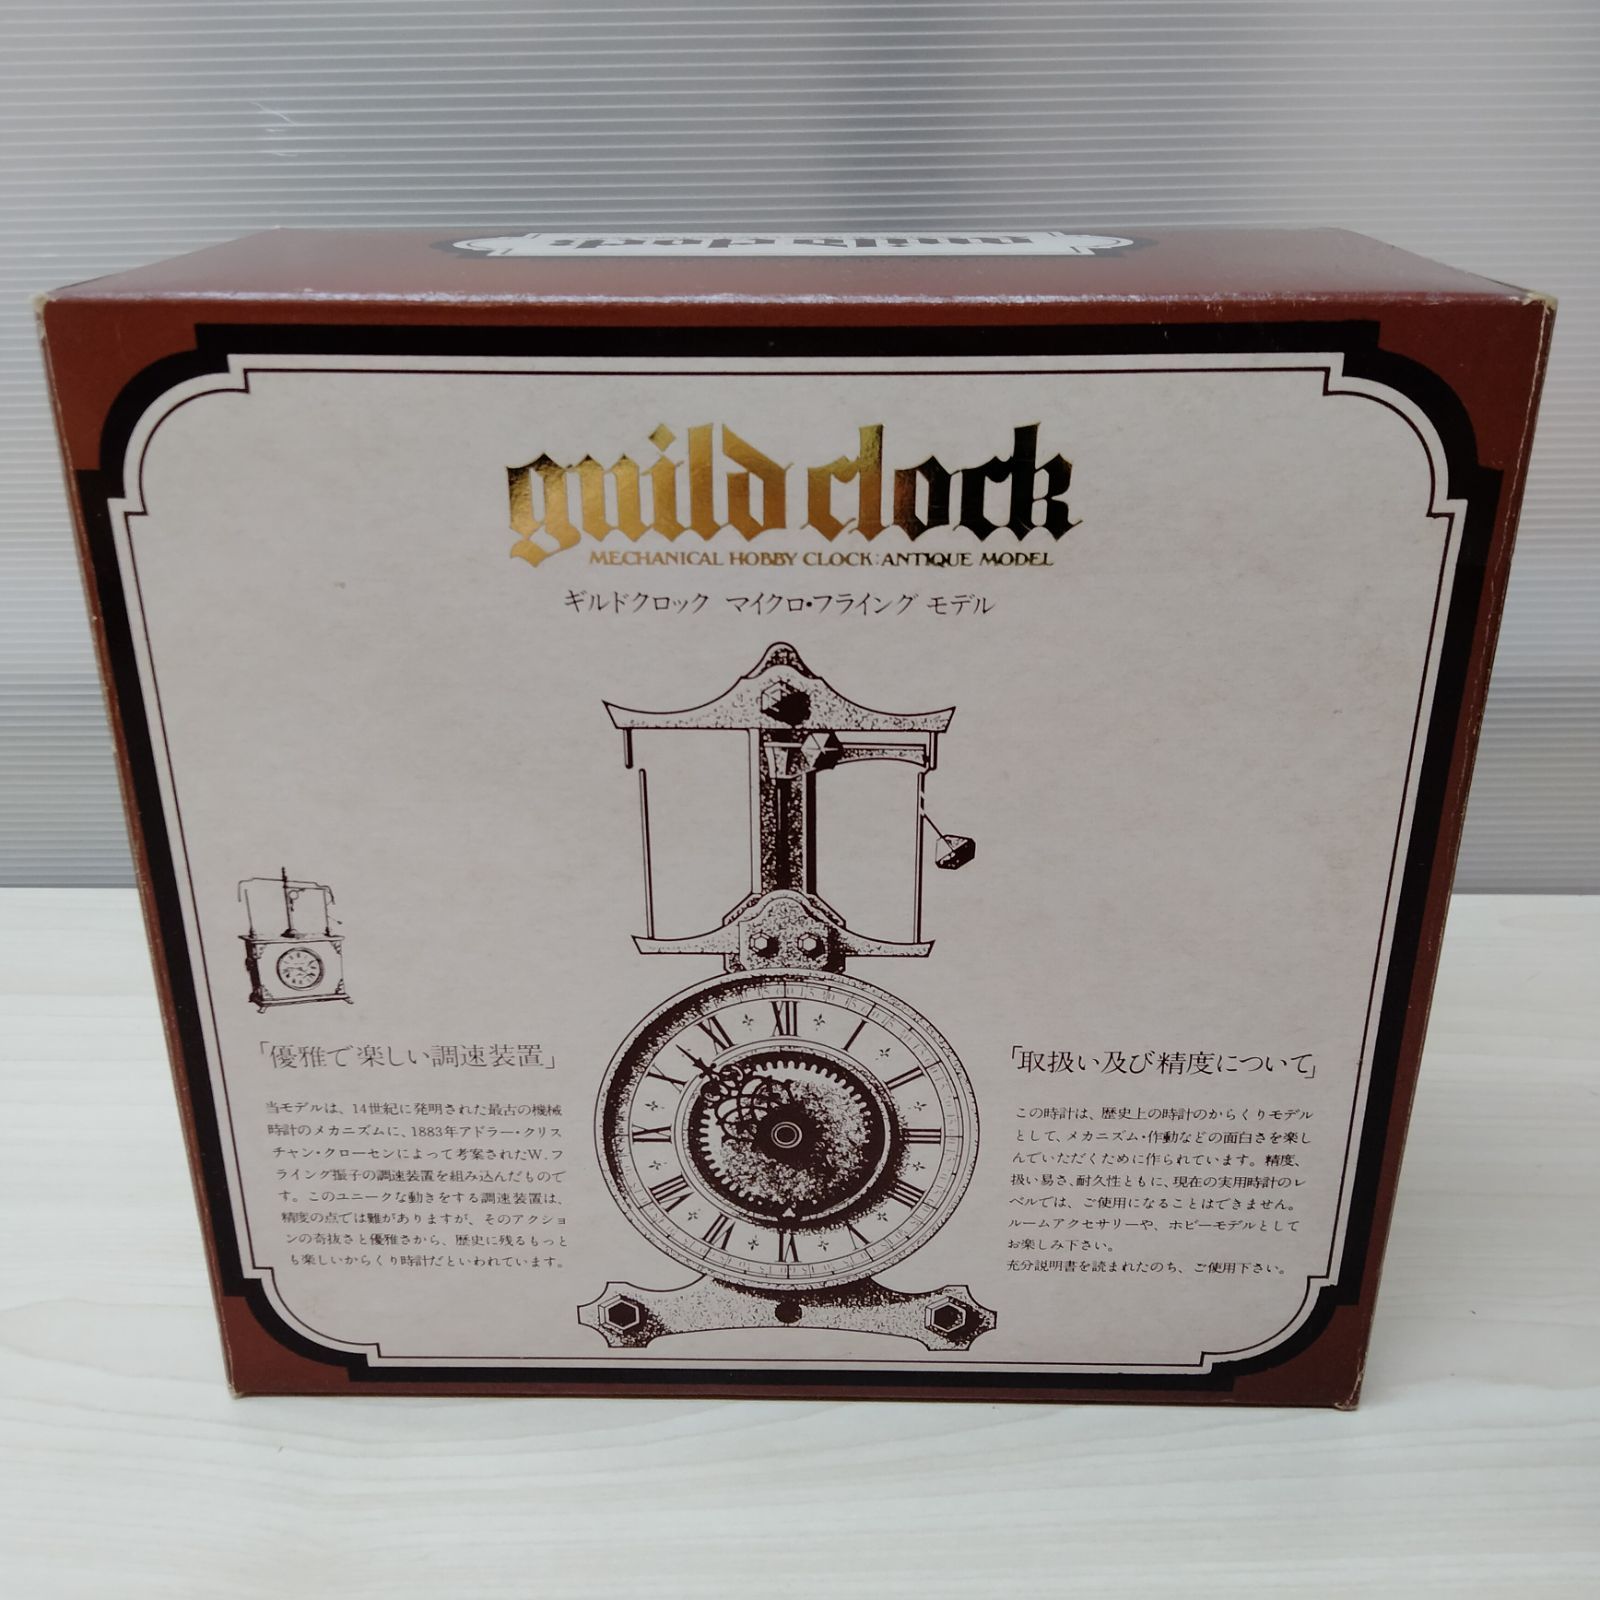 guild clock
guild clock
MECHANICAL HOBBY CLOCK:ANTIQUE MODEL
ギルドクロック マイクロ・フライング モデル
「優雅で楽しい調速装置」
当モデルは、14世紀に発明された最古の機械
時計のメカニズムに、1883年アドラー・クリス
チャン・クローセンによって考案されたW.フ
ライング振子の調速装置を組み込んだもので
す。このユニークな動きをする調速装置は、
精度の点では難がありますが、そのアクショ
ンの奇抜さと優雅さから、歴史に残るもっと
も楽しいからくり時計だといわれています。
「取扱い及び精度について」
この時計は、歴史上の時計のからくりモデル
として、メカニズム・作動などの面白さを楽し
んでいただくために作られています。精度、
扱い易さ、耐久性ともに、現在の実用時計のレ
ベルでは、ご使用になることはできません。
ルームアクセサリーや、ホビーモデルとして
お楽しみ下さい。
充分説明書を読まれたのち、ご使用下さい。
XII
I
II
III
IIII
V
VI
VII
VIII
IX
X
XI